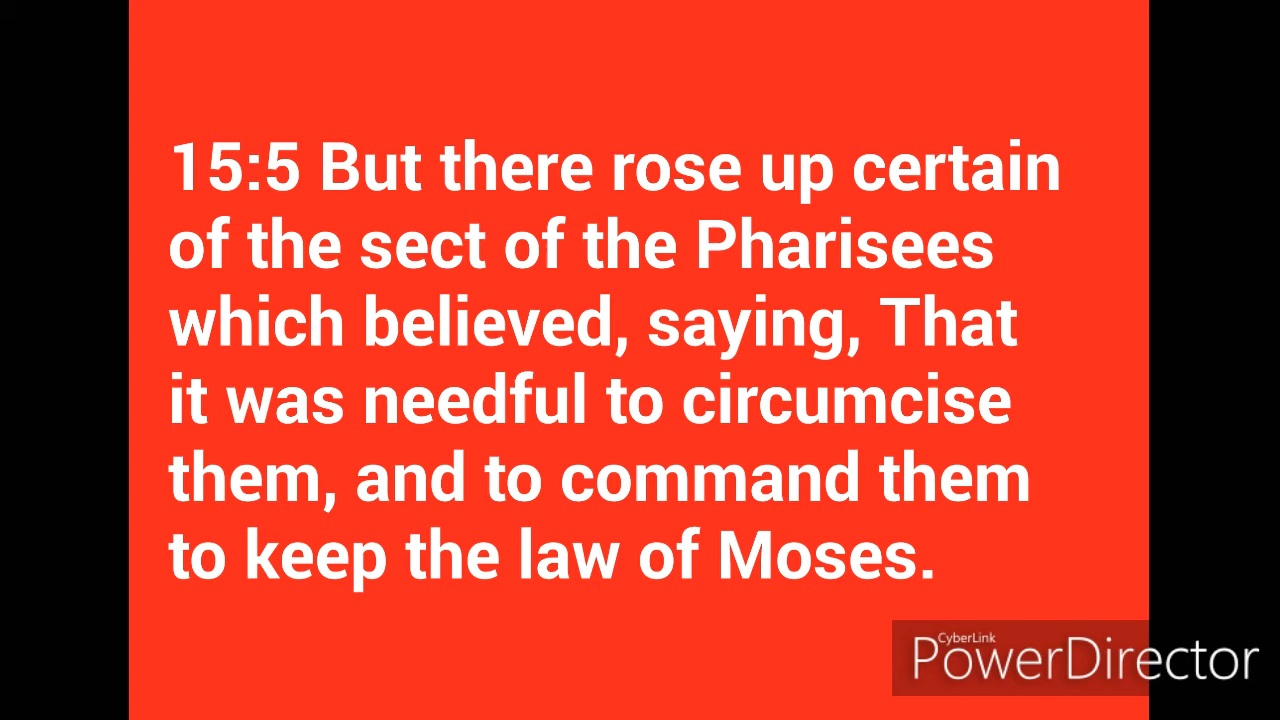 15:5 But there rose up certain
of the sect of the Pharisees
which believed, saying, That
it was needful to circumcise
them, and to command them
to keep the law of Moses.
CyberLink
PowerDirector